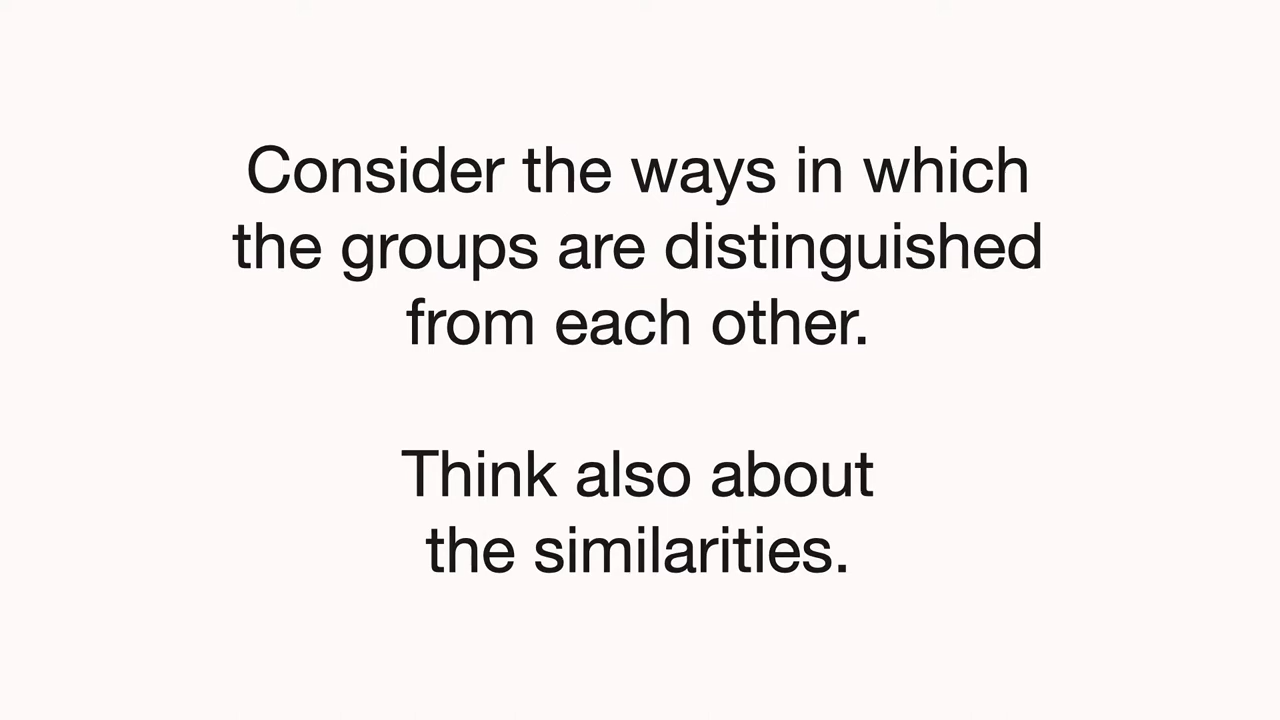 Consider the ways in which
the groups are distinguished
from each other.
Think also about
the similarities.